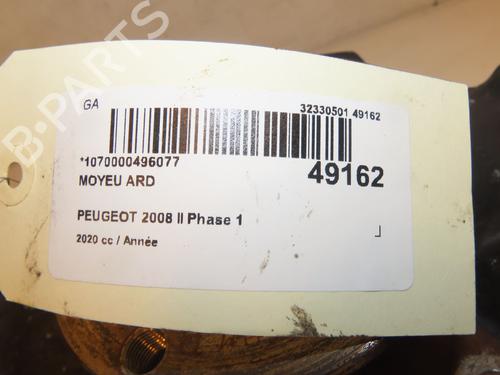 B-PARTS
GA
32330501 49162
*1070000496077
49162
MOYEU ARD
PEUGEOT 2008 II Phase 1
2020 cc / Année